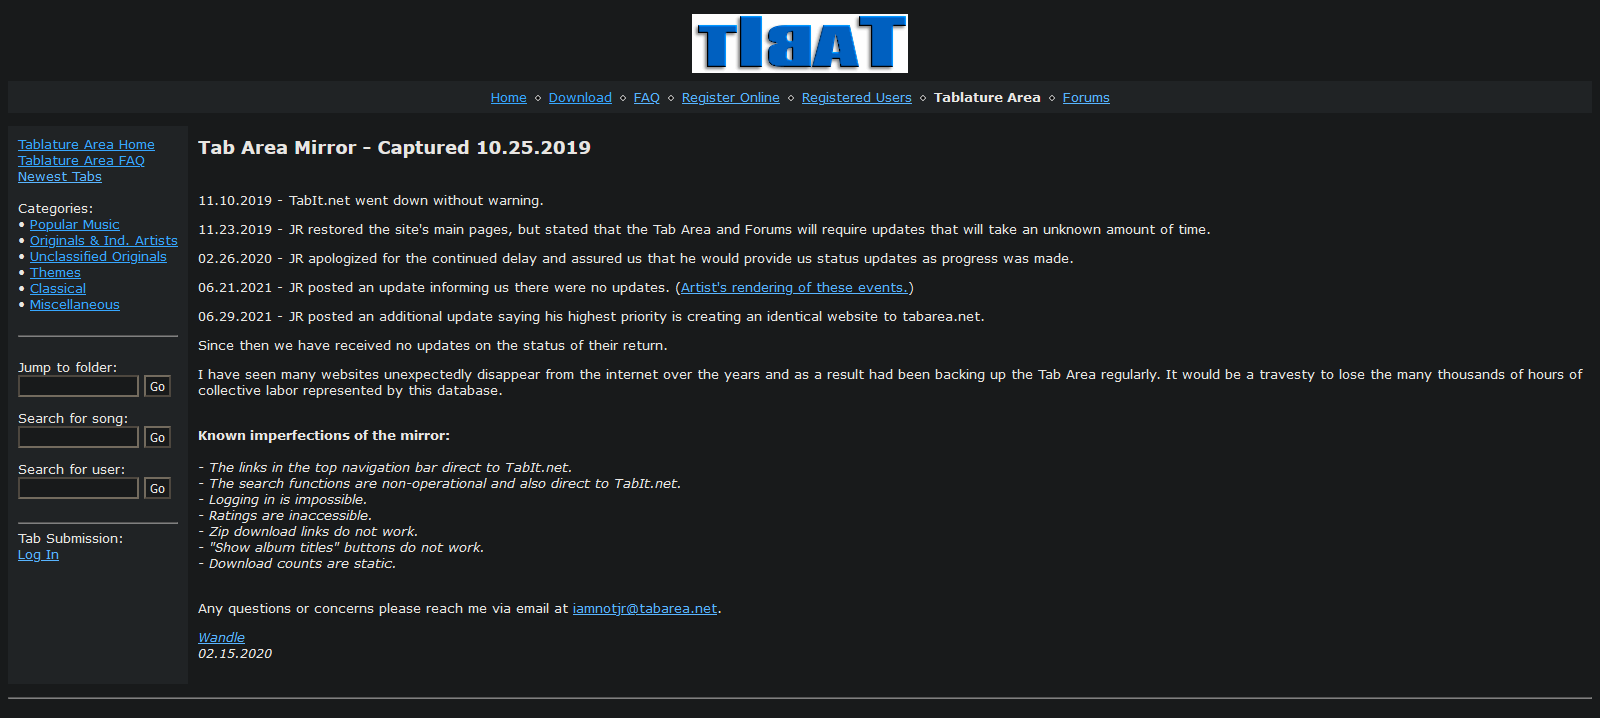 TIBAT
Home ⋄ Download ⋄ FAQ ⋄ Register Online ⋄ Registered Users ⋄ Tablature Area ⋄ Forums
Tablature Area Home
Tablature Area FAQ
Newest Tabs
Categories:
• Popular Music
• Originals & Ind. Artists
• Unclassified Originals
• Themes
• Classical
• Miscellaneous
Jump to folder:
Go
Search for song:
Go
Search for user:
Go
Tab Submission:
Log In
Tab Area Mirror - Captured 10.25.2019
11.10.2019 - TabIt.net went down without warning.
11.23.2019 - JR restored the site's main pages, but stated that the Tab Area and Forums will require updates that will take an unknown amount of time.
02.26.2020 - JR apologized for the continued delay and assured us that he would provide us status updates as progress was made.
06.21.2021 - JR posted an update informing us there were no updates. (Artist's rendering of these events.)
06.29.2021 - JR posted an additional update saying his highest priority is creating an identical website to tabarea.net.
Since then we have received no updates on the status of their return.
I have seen many websites unexpectedly disappear from the internet over the years and as a result had been backing up the Tab Area regularly. It would be a travesty to lose the many thousands of hours of
collective labor represented by this database.
Known imperfections of the mirror:
- The links in the top navigation bar direct to TabIt.net.
- The search functions are non-operational and also direct to TabIt.net.
- Logging in is impossible.
- Ratings are inaccessible.
- Zip download links do not work.
- "Show album titles" buttons do not work.
- Download counts are static.
Any questions or concerns please reach me via email at iamnotjr@tabarea.net.
Wandle
02.15.2020